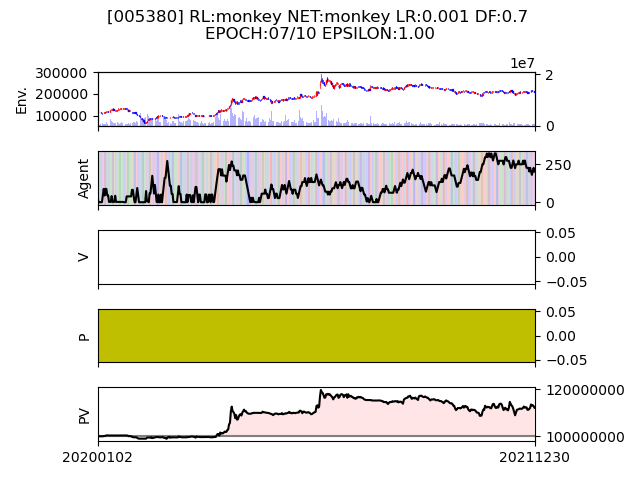 [005380] RL:monkey NET:monkey LR:0.001 DF:0.7
EPOCH:07/10 EPSILON:1.00
1e7
300000
200000
100000
Env.
2
0
Agent
250
0
V
0.05
0.00
−0.05
P
0.05
0.00
−0.05
PV
120000000
100000000
20200102
20211230